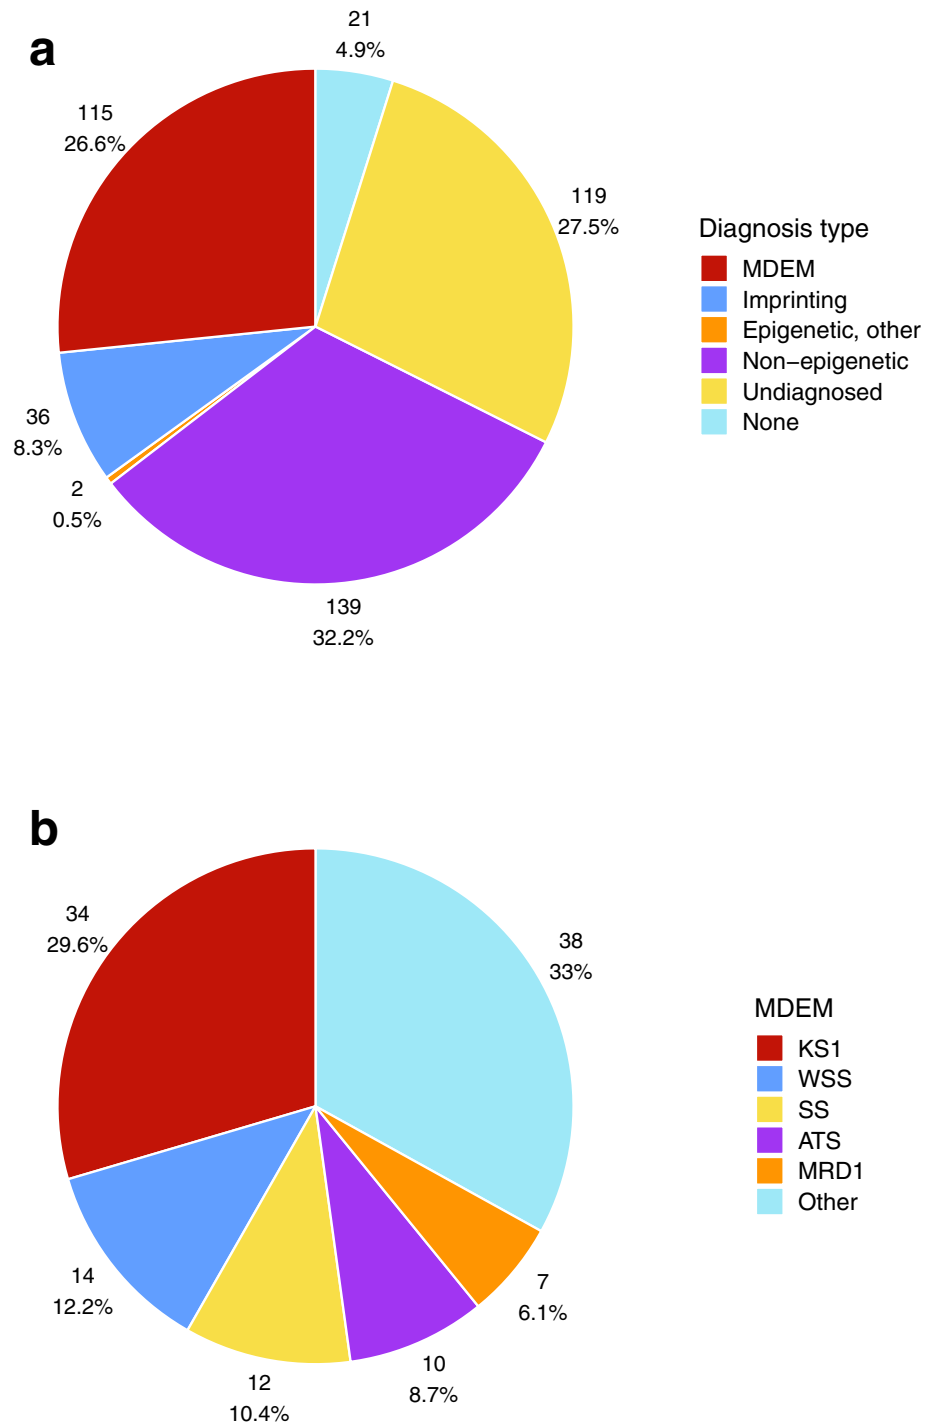 a
21
4.9%
115
26.6%
119
27.5%
36
8.3%
2
0.5%
139
32.2%
Diagnosis type
MDEM
Imprinting
Epigenetic, other
Non−epigenetic
Undiagnosed
None
b
34
29.6%
38
33%
14
12.2%
7
6.1%
10
8.7%
12
10.4%
MDEM
KS1
WSS
SS
ATS
MRD1
Other